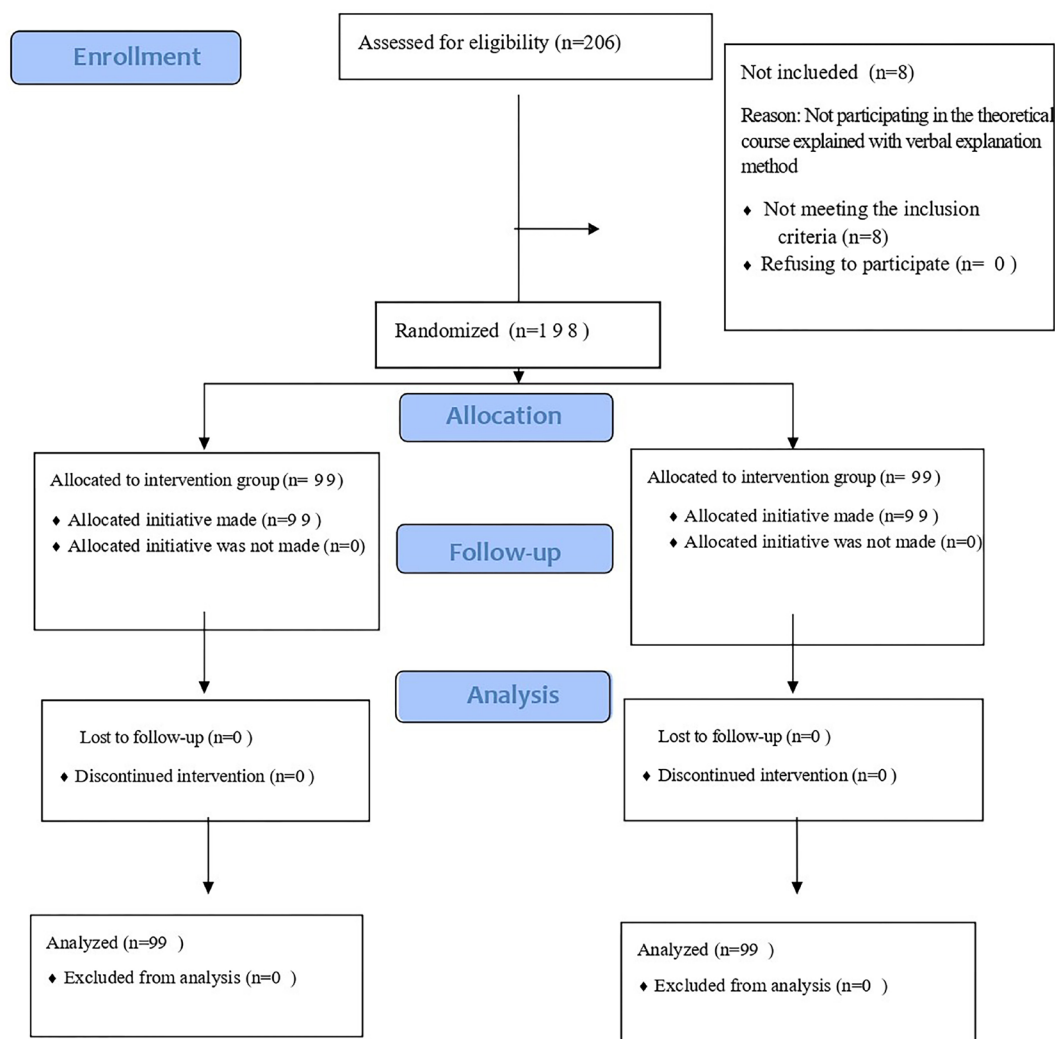 Enrollment
Assessed for eligibility (n=206)
Not inclueded (n=8)
Reason: Not participating in the theoretical
course explained with verbal explanation
method
♦ Not meeting the inclusion
criteria (n=8)
♦ Refusing to participate (n= 0 )
Randomized (n=1 9 8 )
Allocation
Allocated to intervention group (n= 99)
♦ Allocated initiative made (n=9 9 )
♦ Allocated initiative was not made (n=0)
Allocated to intervention group (n= 99)
♦ Allocated initiative made (n=9 9 )
♦ Allocated initiative was not made (n=0)
Follow-up
Lost to follow-up (n=0 )
♦ Discontinued intervention (n=0 )
Lost to follow-up (n=0 )
♦ Discontinued intervention (n=0 )
Analysis
Analyzed (n=99 )
♦ Excluded from analysis (n=0 )
Analyzed (n=99 )
♦ Excluded from analysis (n=0 )